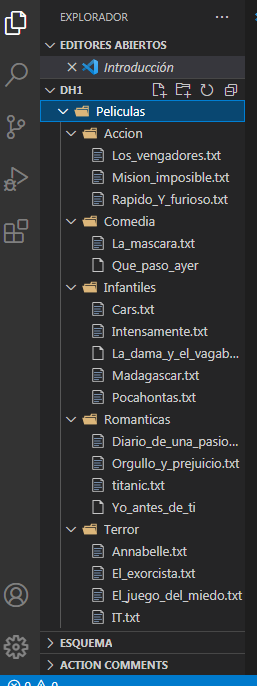 EXPLORADOR
EDITORES ABIERTOS
Introducción
DH1
Peliculas
Accion
Los_vengadores.txt
Mision_imposible.txt
Rapido_Y_furioso.txt
Comedia
La_mascara.txt
Que_paso_ayer
Infantiles
Cars.txt
Intensamente.txt
La_dama_y_el_vagab...
Madagascar.txt
Pocahontas.txt
Romanticas
Diario_de_una_pasio...
Orgullo_y_prejuicio.txt
titanic.txt
Yo_antes_de_ti
Terror
Annabelle.txt
El_exorcista.txt
El_juego_del_miedo.txt
IT.txt
ESQUEMA
ACTION COMMENTS
0 0